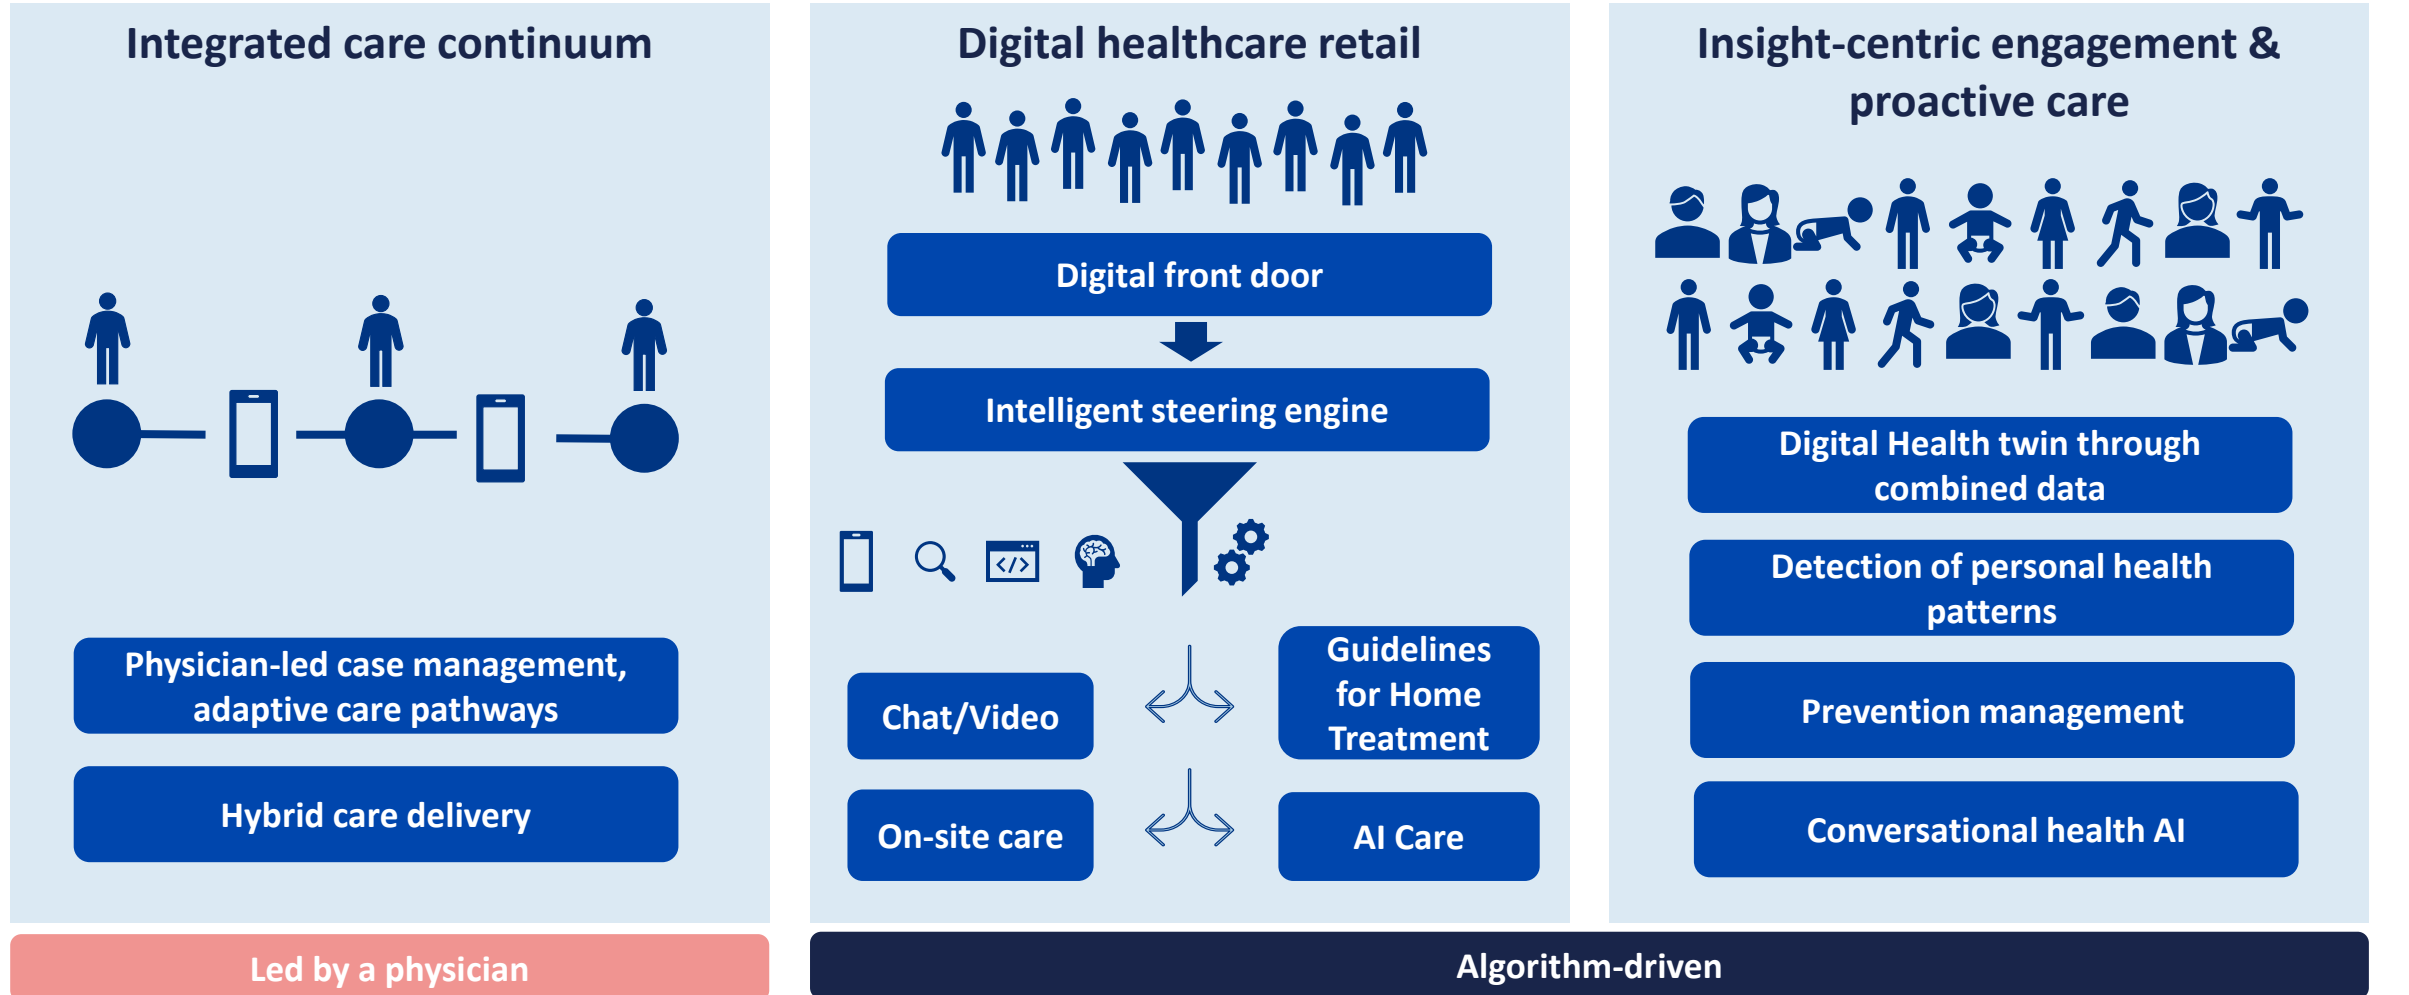 Integrated care continuum
Physician-led case management,
adaptive care pathways
Hybrid care delivery
Led by a physician
Digital healthcare retail
Digital front door
Intelligent steering engine
</>
Chat/Video
Guidelines
for Home
Treatment
On-site care
AI Care
Insight-centric engagement &
proactive care
Digital Health twin through
combined data
Detection of personal health
patterns
Prevention management
Conversational health AI
Algorithm-driven